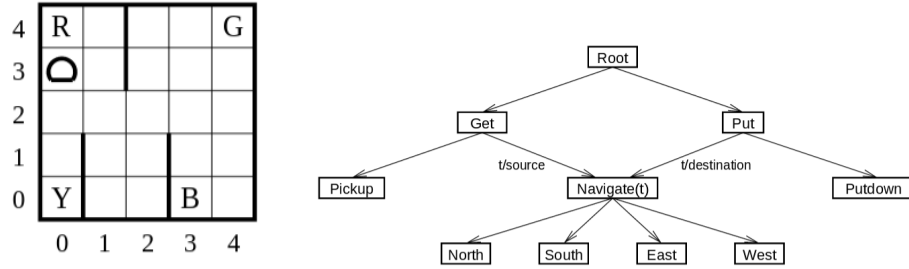 4 R G
3
2
1
0 Y B
0 1 2 3 4
Root
Get Put
t/source t/destination
Pickup Navigate(t) Putdown
North South East West